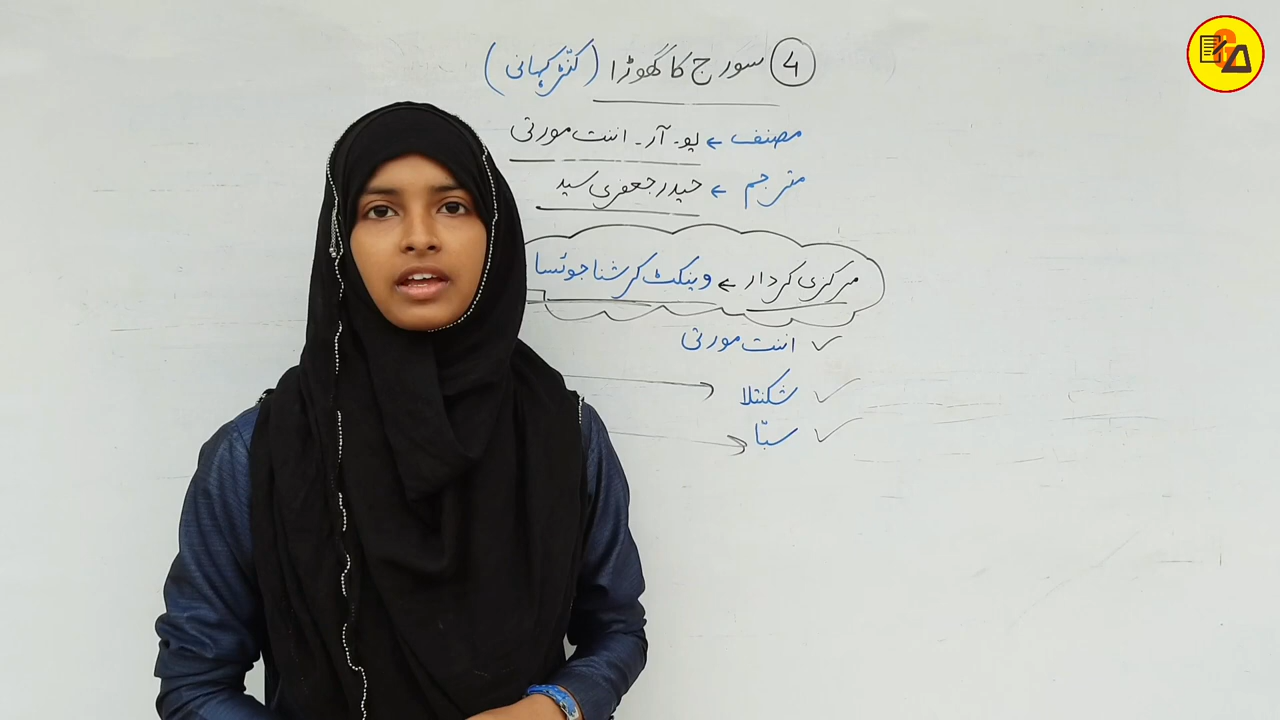 ④ سورج کا گھوڑا (کنّڑ کہانی)
مصنف ← یو۔ آر۔ اننت مورتی
مترجم ← حیدر جعفری سید
مرکزی کردار ← وینکٹ کرشنا جوئسا
✓ اننت مورتی
✓ شکنتلا
✓ سبّا